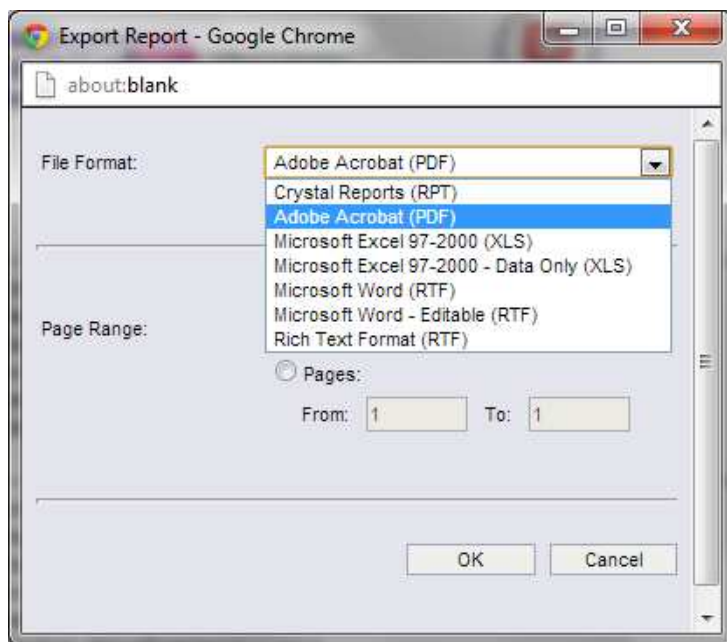 Export Report - Google Chrome
about:blank
File Format:
Adobe Acrobat (PDF)
Crystal Reports (RPT)
Adobe Acrobat (PDF)
Microsoft Excel 97-2000 (XLS)
Microsoft Excel 97-2000 - Data Only (XLS)
Microsoft Word (RTF)
Microsoft Word - Editable (RTF)
Rich Text Format (RTF)
Page Range:
Pages:
From: 1 To: 1
OK Cancel